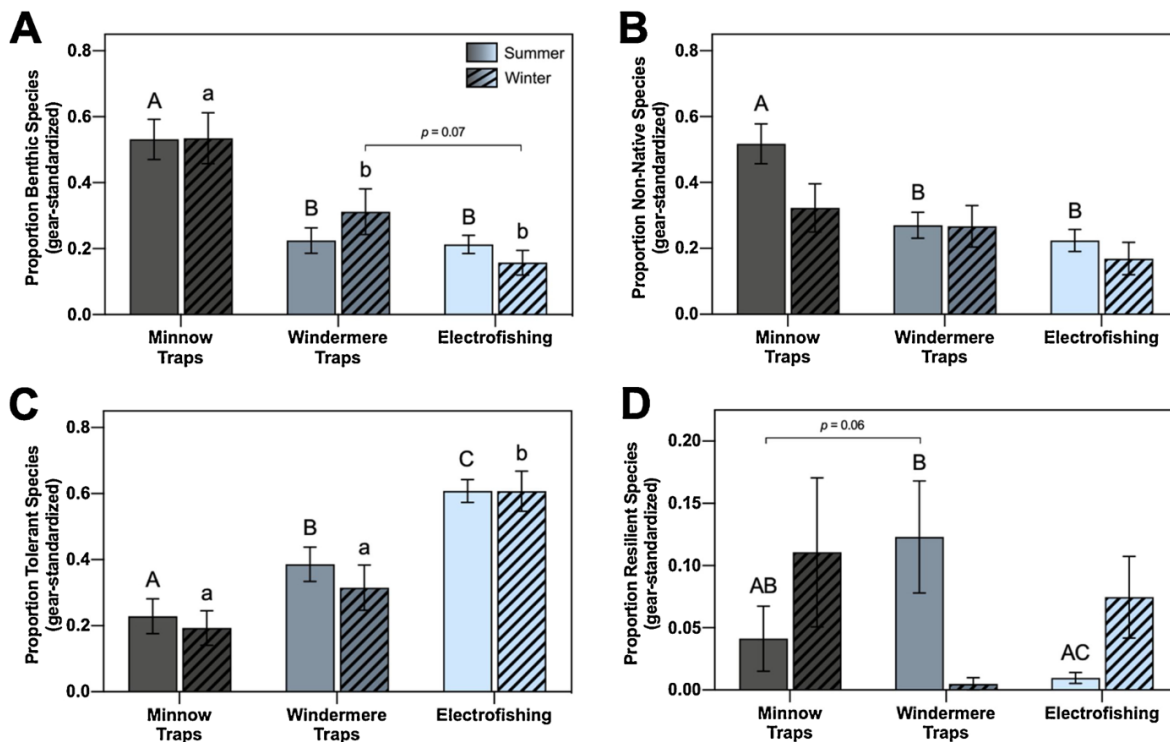 A
Proportion Benthic Species
(gear-standardized)
0.8
0.6
0.4
0.2
0.0
Summer
Winter
A
a
B
b
B
b
p = 0.07
Minnow
Traps
Windermere
Traps
Electrofishing
B
Proportion Non-Native Species
(gear-standardized)
0.8
0.6
0.4
0.2
0.0
A
B
B
Minnow
Traps
Windermere
Traps
Electrofishing
C
Proportion Tolerant Species
(gear-standardized)
0.8
0.6
0.4
0.2
0.0
A
a
B
a
C
b
Minnow
Traps
Windermere
Traps
Electrofishing
D
Proportion Resilient Species
(gear-standardized)
0.20
0.15
0.10
0.05
0.00
p = 0.06
AB
B
AC
Minnow
Traps
Windermere
Traps
Electrofishing